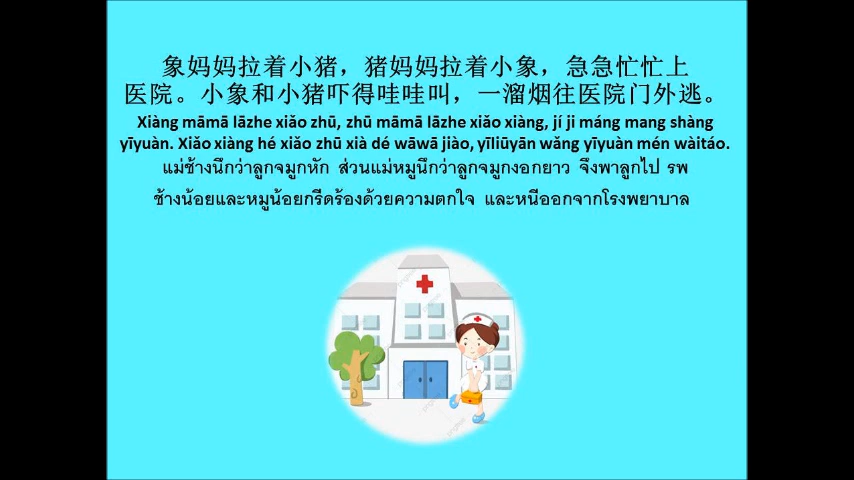 象妈妈拉着小猪，猪妈妈拉着小象，急急忙忙上
医院。小象和小猪吓得哇哇叫，一溜烟往医院门外逃。
Xiàng māmā lāzhe xiǎo zhū, zhū māmā lāzhe xiǎo xiàng, jí ji máng mang shàng
yīyuàn. Xiǎo xiàng hé xiǎo zhū xià dé wāwā jiào, yīliūyān wǎng yīyuàn mén wàitáo.
แม่ช้างนึกว่าลูกจมูกหัก ส่วนแม่หมูนึกว่าลูกจมูกงอกยาว จึงพาลูกไป รพ
ช้างน้อยและหมูน้อยกรีดร้องด้วยความตกใจ และหนีออกจากโรงพยาบาล